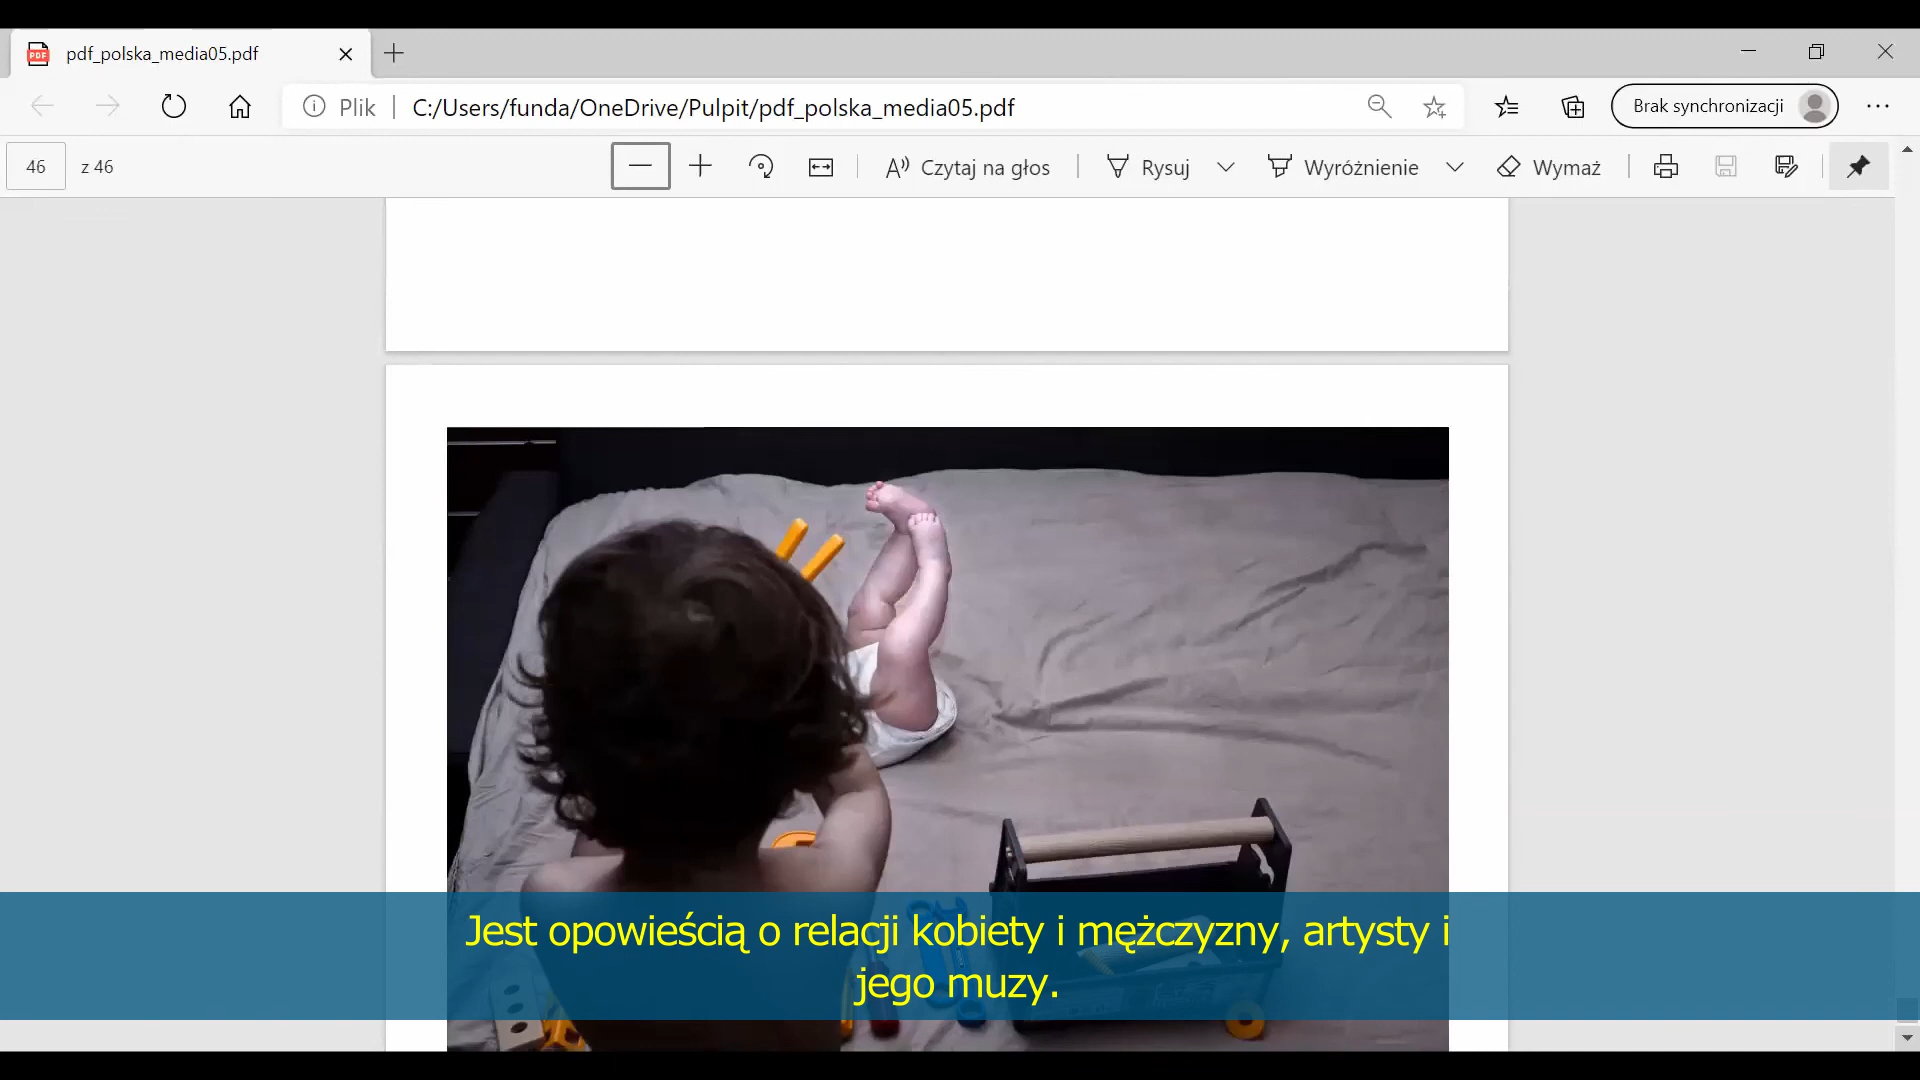 pdf_polska_media05.pdf
Plik
C:/Users/funda/OneDrive/Pulpit/pdf_polska_media05.pdf
Brak synchronizacji
46 z 46
Czytaj na głos
Rysuj
Wyróżnienie
Wymaż
Jest opowieścią o relacji kobiety i mężczyzny, artysty i
jego muzy.